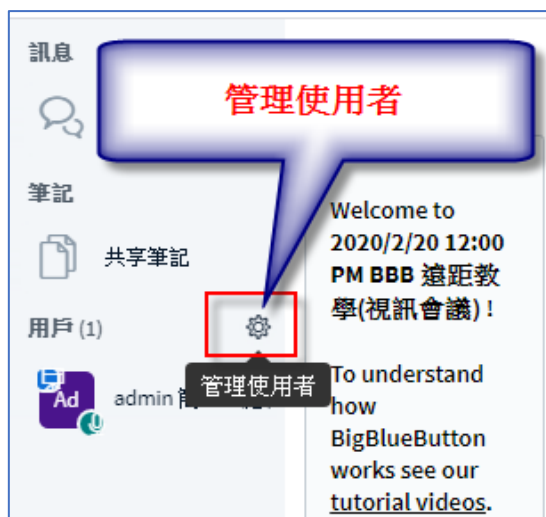 訊息
管理使用者
筆記
共享筆記
用戶 (1)
管理使用者
Ad
admin
Welcome to
2020/2/20 12:00
PM BBB 遠距教
學(視訊會議) !
To understand
how
BigBlueButton
works see our
tutorial videos.